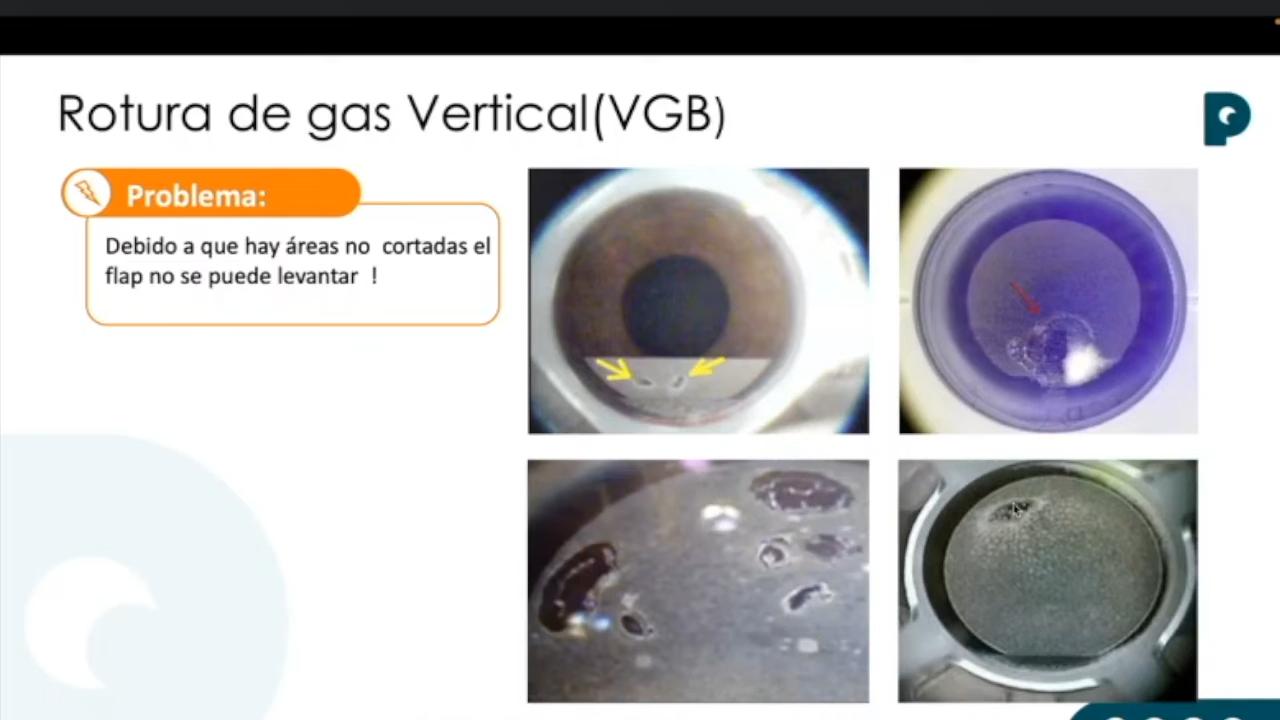 Rotura de gas Vertical(VGB)
Problema:
Debido a que hay áreas no cortadas el
flap no se puede levantar !